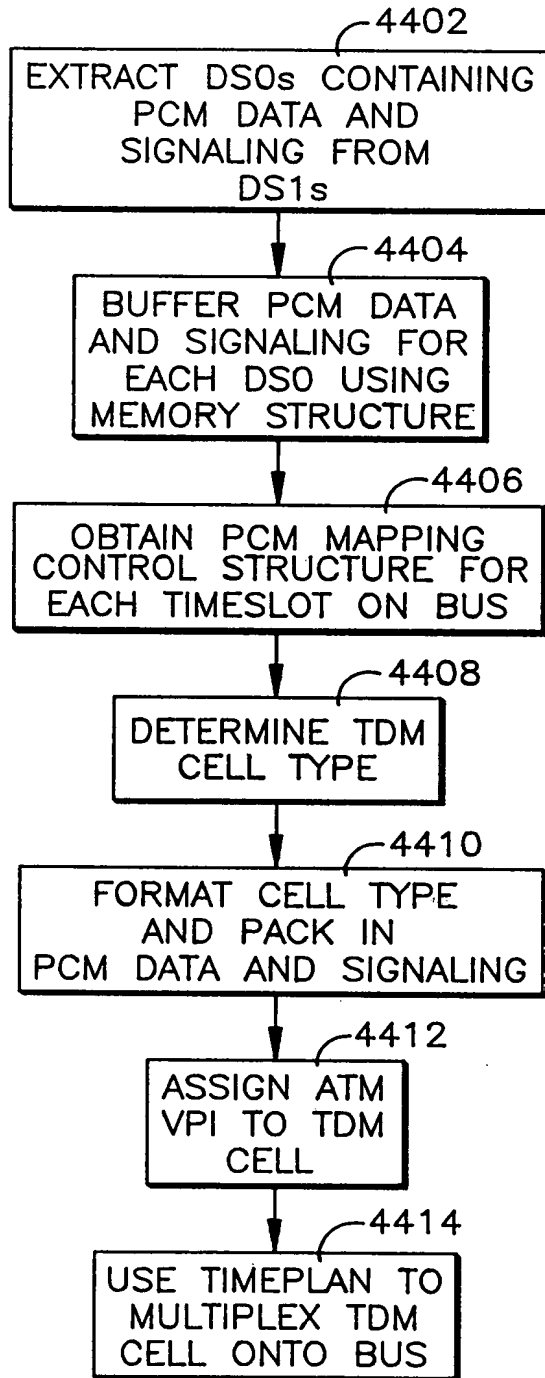 4402
EXTRACT DS0s CONTAINING
PCM DATA AND
SIGNALING FROM
DS1s
4404
BUFFER PCM DATA
AND SIGNALING FOR
EACH DS0 USING
MEMORY STRUCTURE
4406
OBTAIN PCM MAPPING
CONTROL STRUCTURE FOR
EACH TIMESLOT ON BUS
4408
DETERMINE TDM
CELL TYPE
4410
FORMAT CELL TYPE
AND PACK IN
PCM DATA AND SIGNALING
4412
ASSIGN ATM
VPI TO TDM
CELL
4414
USE TIMEPLAN TO
MULTIPLEX TDM
CELL ONTO BUS